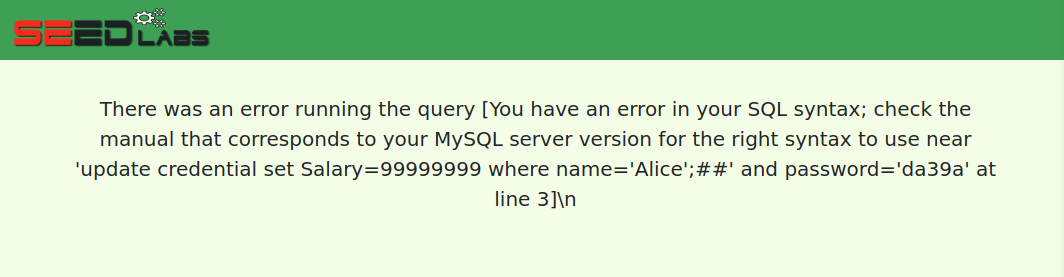 SEED LABS
There was an error running the query [You have an error in your SQL syntax; check the
manual that corresponds to your MySQL server version for the right syntax to use near
'update credential set Salary=99999999 where name='Alice';##' and password='da39a' at
line 3]\n